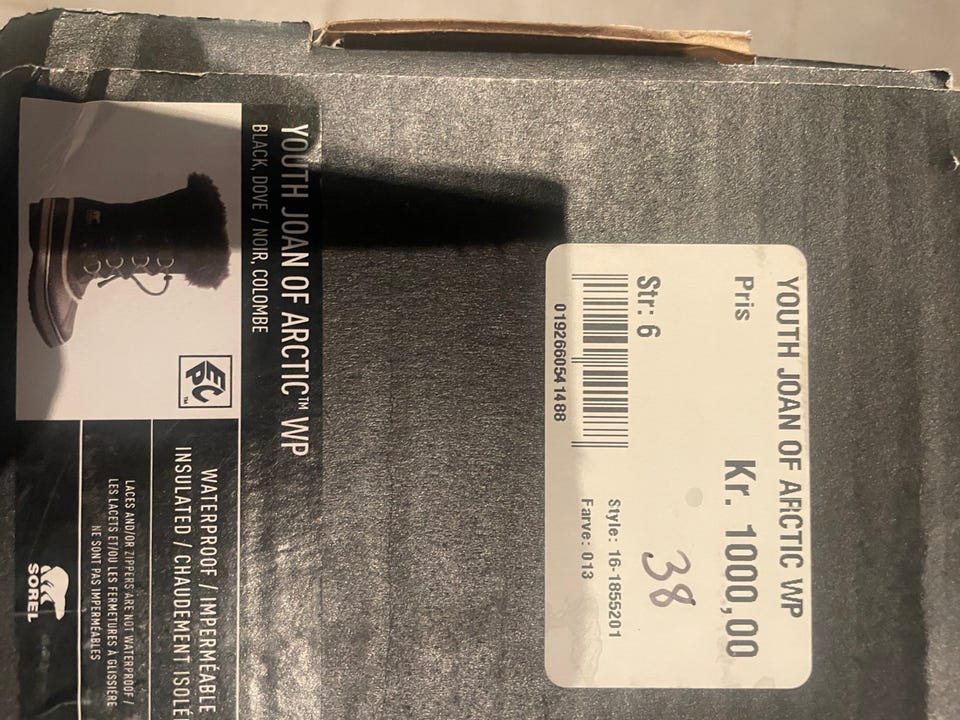 YOUTH JOAN OF ARCTIC WP
Pris
Kr. 1000,00
Str: 6
38
Style: 16-1855201
Farve: 013
0192660541488
YOUTH JOAN OF ARCTIC™ WP
BLACK, DOVE / NOIR, COLOMBE
EPC™
WATERPROOF / IMPERMÉABLE
INSULATED / CHAUDEMENT ISOLÉ
LACES AND/OR ZIPPERS ARE NOT WATERPROOF /
LES LACETS ET/OU LES FERMETURES À GLISSIÈRE
NE SONT PAS IMPERMÉABLES
SOREL